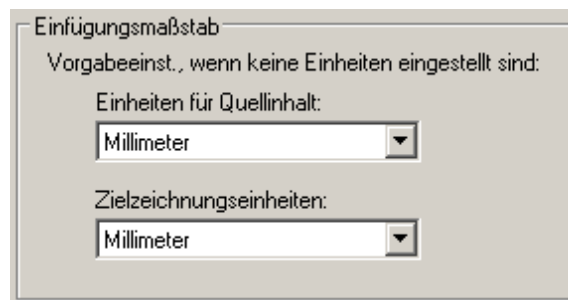 Einfügungsmaßstab
Vorgabeeinst., wenn keine Einheiten eingestellt sind:
Einheiten für Quellinhalt:
Millimeter
Zielzeichnungseinheiten:
Millimeter